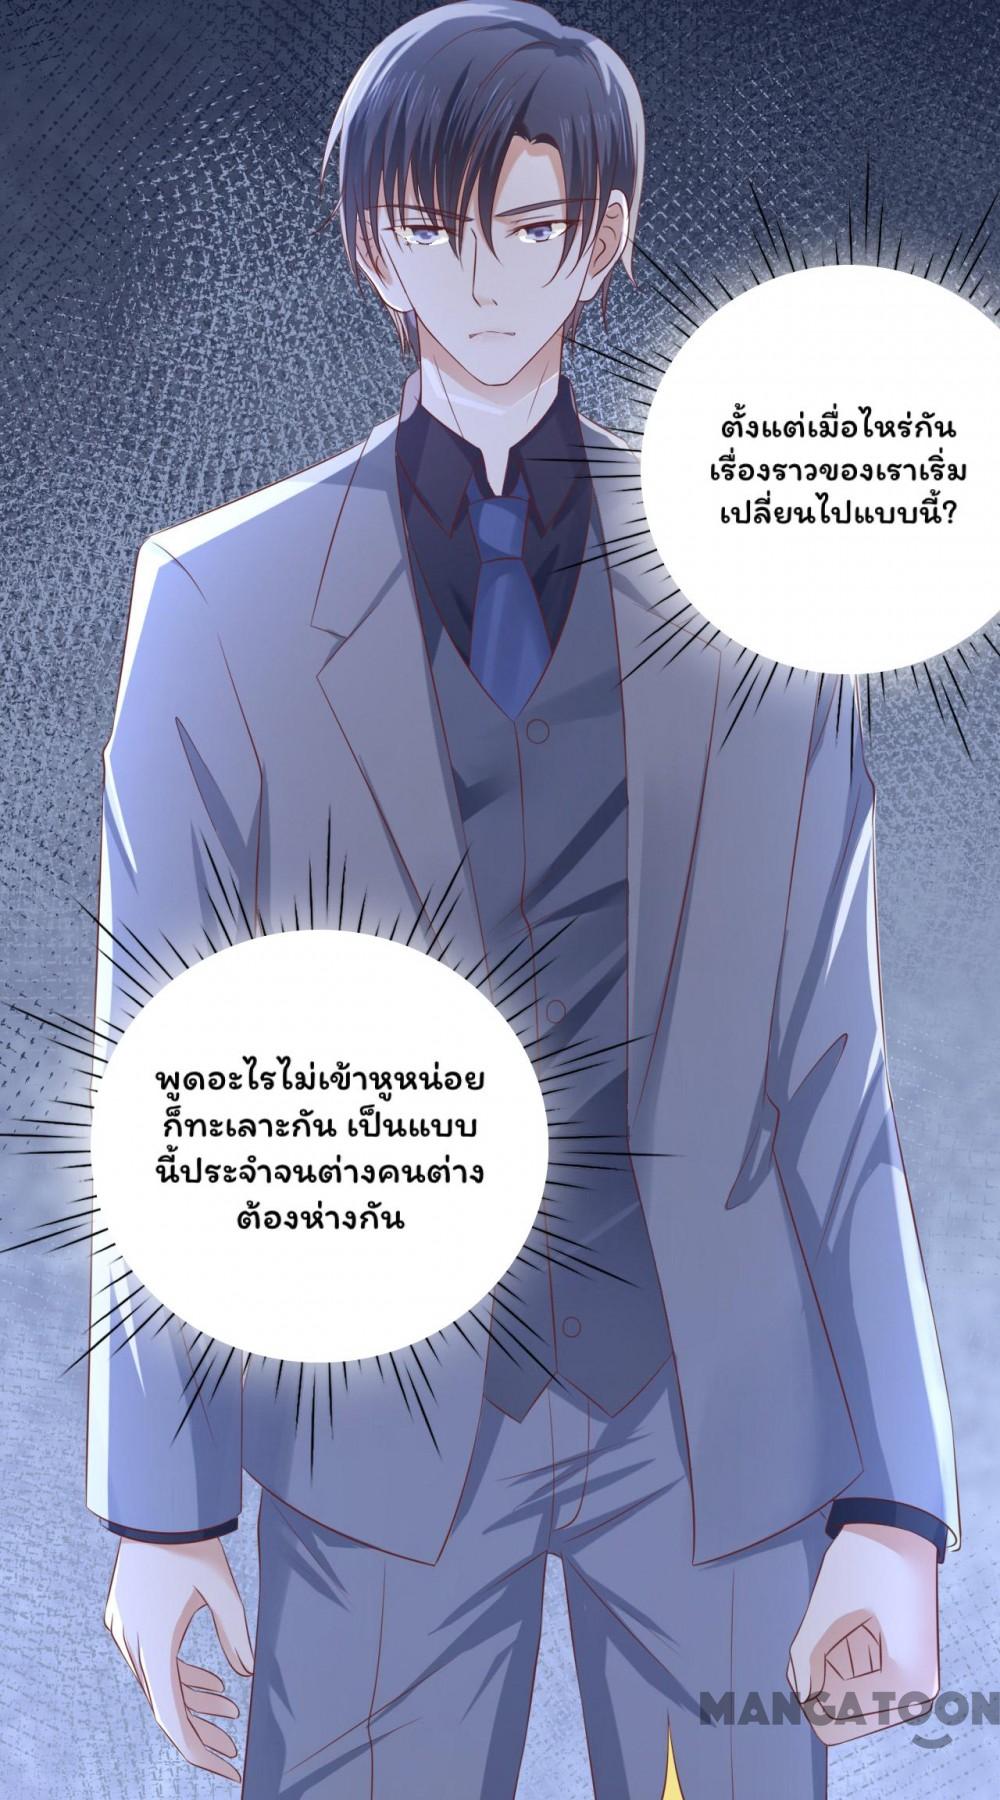 ตั้งแต่เมื่อไหร่กัน
เรื่องราวของเราเริ่ม
เปลี่ยนไปแบบนี้?
พูดอะไรไม่เข้าหูหน่อย
ก็ทะเลาะกัน เป็นแบบ
นี้ประจำจนต่างคนต่าง
ต้องห่างกัน
MANGATOON